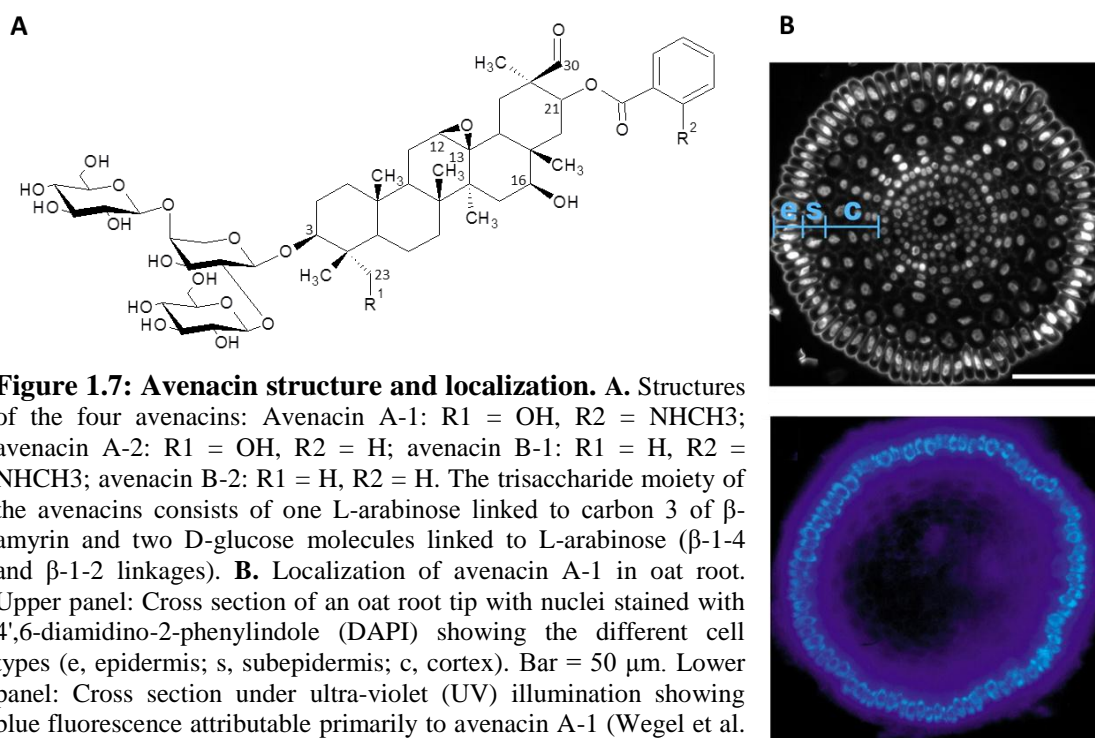 A
B
O
H₃C
30
O
21
O
R²
O
12
13
CH₃
CH₃
CH₃
16
OH
CH₃
OH
HO
HO
O
OH
O
O
HO
OH
O
3
H₃C
23
R¹
OH
HO
HO
O
OH
O
e s c
Figure 1.7: Avenacin structure and localization. A. Structures
of the four avenacins: Avenacin A-1: R1 = OH, R2 = NHCH3;
avenacin A-2: R1 = OH, R2 = H; avenacin B-1: R1 = H, R2 =
NHCH3; avenacin B-2: R1 = H, R2 = H. The trisaccharide moiety of
the avenacins consists of one L-arabinose linked to carbon 3 of β-
amyrin and two D-glucose molecules linked to L-arabinose (β-1-4
and β-1-2 linkages). B. Localization of avenacin A-1 in oat root.
Upper panel: Cross section of an oat root tip with nuclei stained with
4',6-diamidino-2-phenylindole (DAPI) showing the different cell
types (e, epidermis; s, subepidermis; c, cortex). Bar = 50 μm. Lower
panel: Cross section under ultra-violet (UV) illumination showing
blue fluorescence attributable primarily to avenacin A-1 (Wegel et al.